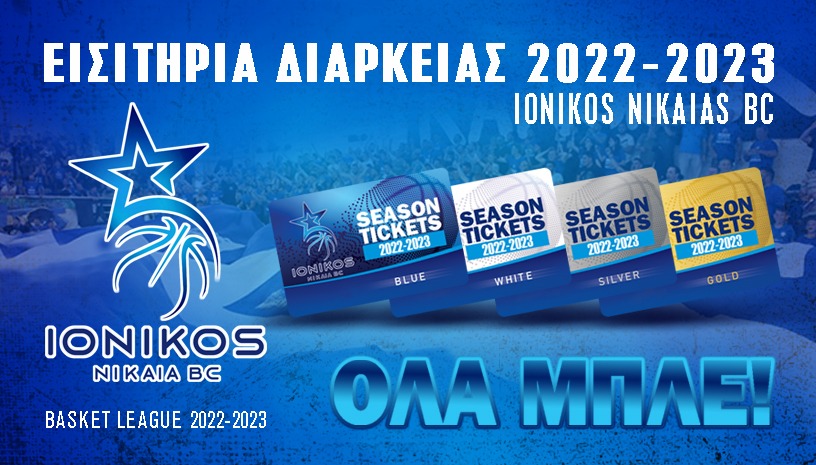 ΕΙΣΙΤΗΡΙΑ ΔΙΑΡΚΕΙΑΣ 2022-2023
IONIKOS NIKAIAS BC
SEASON
TICKETS
2022-2023
IONIKOS
NIKAIA BC
BLUE
SEASON
TICKETS
2022-2023
WHITE
SEASON
TICKETS
2022-2023
SILVER
SEASON
TICKETS
2022-2023
GOLD
IONIKOS
NIKAIA BC
BASKET LEAGUE 2022-2023
ΟΛΑ ΜΠΛΕ!